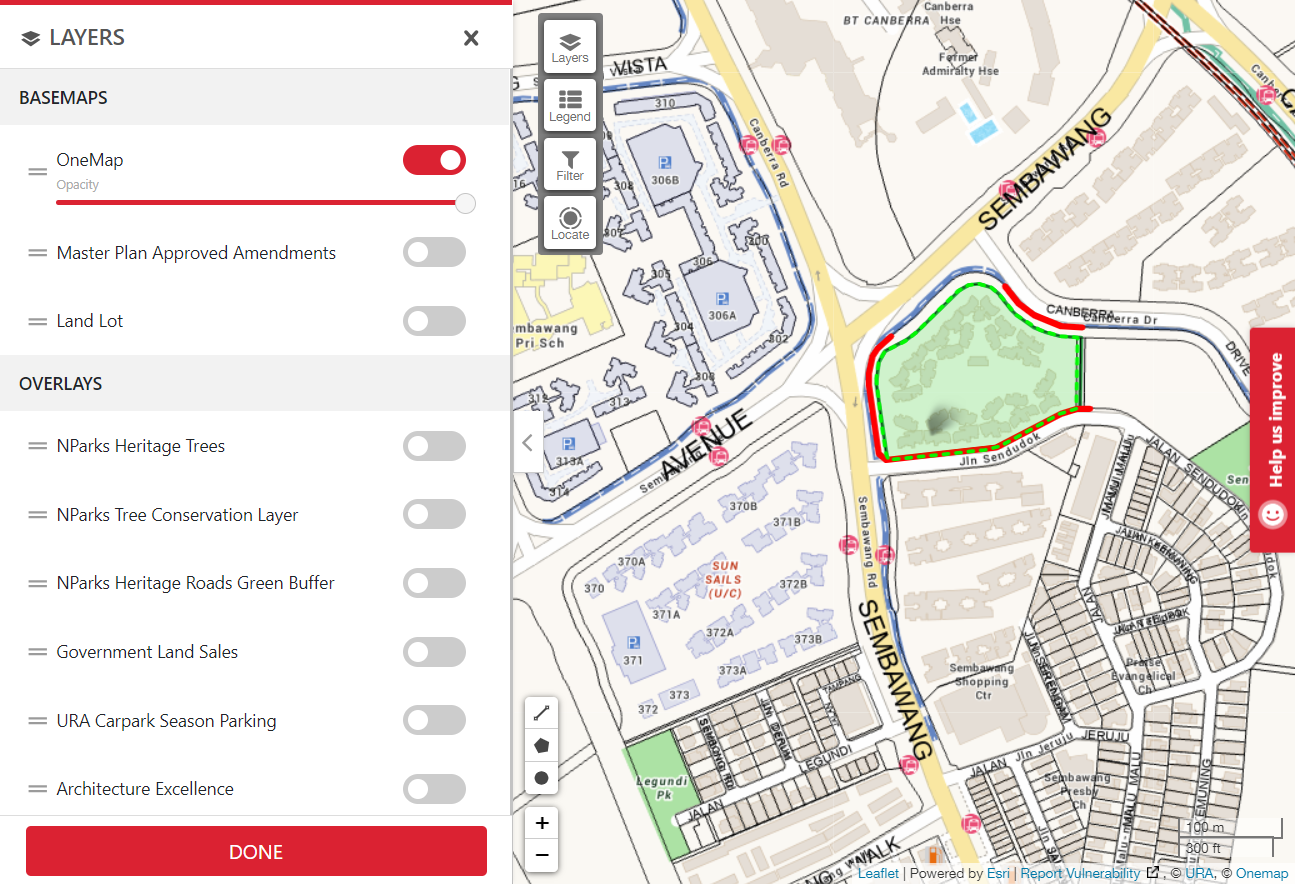 LAYERS
BASEMAPS
OneMap
Opacity
Master Plan Approved Amendments
Land Lot
OVERLAYS
NParks Heritage Trees
NParks Tree Conservation Layer
NParks Heritage Roads Green Buffer
Government Land Sales
URA Carpark Season Parking
Architecture Excellence
DONE
Layers
Legend
Filter
Locate
VISTA
Canberra
Hse
BT CANBERRA
Former
Admiralty Hse
310
306B
308
307
306
300
305
306A
304
302
308
312
313
313A
314
mbawang
Pri Sch
Canberra Rd
SEMBAWANG
CANBERRA
Canberra Dr
DRIVE
AVENUE
Jln Sendudok
JALAN SENDUDOK
Sen
Help us improve
370B
371B
370A
370
SUN
SAILS
(U/C)
372B
371A
372A
373B
371
373A
373
372
Sembawang Rd
SEMBAWANG
Sembawang
Shopping
Ctr
JALAN
Praise
Evangelical
Ch
TAMPANG
LEGUNDI
Legundi
Pk
JALAN
JALAN
Jln Jeruju
JERUJU
Sembawang
Presby
Ch
MALU MALU
KEMUNING
WALK
+
−
100 m
300 ft
Leaflet | Powered by Esri | Report Vulnerability , © URA, © Onemap